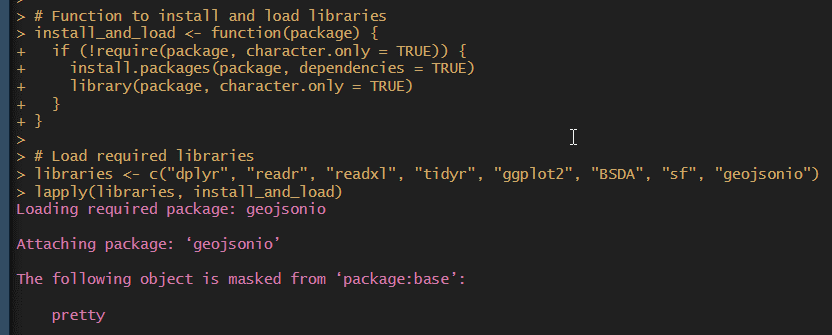 >
> # Function to install and load libraries
> install_and_load <- function(package) {
+   if (!require(package, character.only = TRUE)) {
+     install.packages(package, dependencies = TRUE)
+     library(package, character.only = TRUE)
+   }
+ }
>
> # Load required libraries
> libraries <- c("dplyr", "readr", "readxl", "tidyr", "ggplot2", "BSDA", "sf", "geojsonio")
> lapply(libraries, install_and_load)
Loading required package: geojsonio

Attaching package: ‘geojsonio’

The following object is masked from ‘package:base’:

    pretty